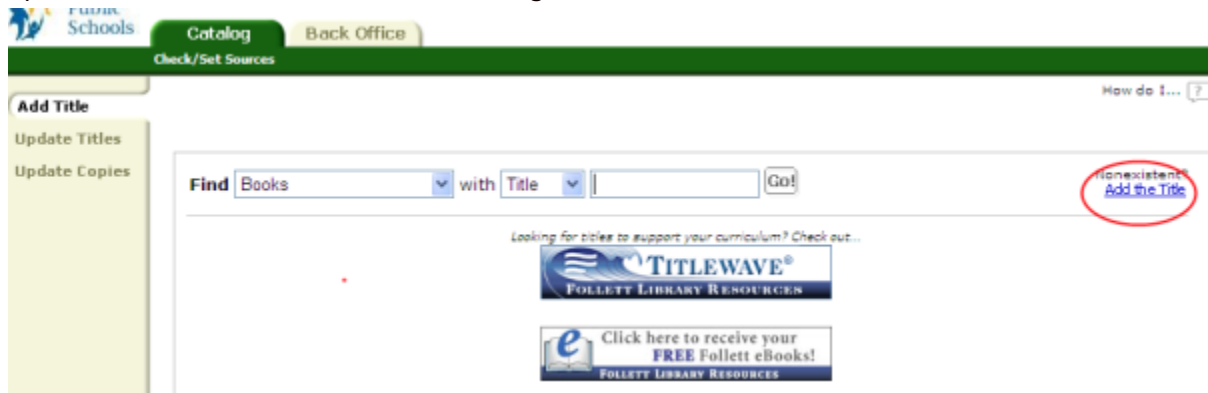 Public
Schools
Catalog Back Office
Check/Set Sources
How do I... ?
Add Title
Update Titles
Update Copies
Find Books with Title Go!
Nonexistent?
Add the Title
Looking for titles to support your curriculum? Check out...
TITLEWAVE®
FOLLETT LIBRARY RESOURCES
e Click here to receive your
FREE Follett eBooks!
FOLLETT LIBRARY RESOURCES